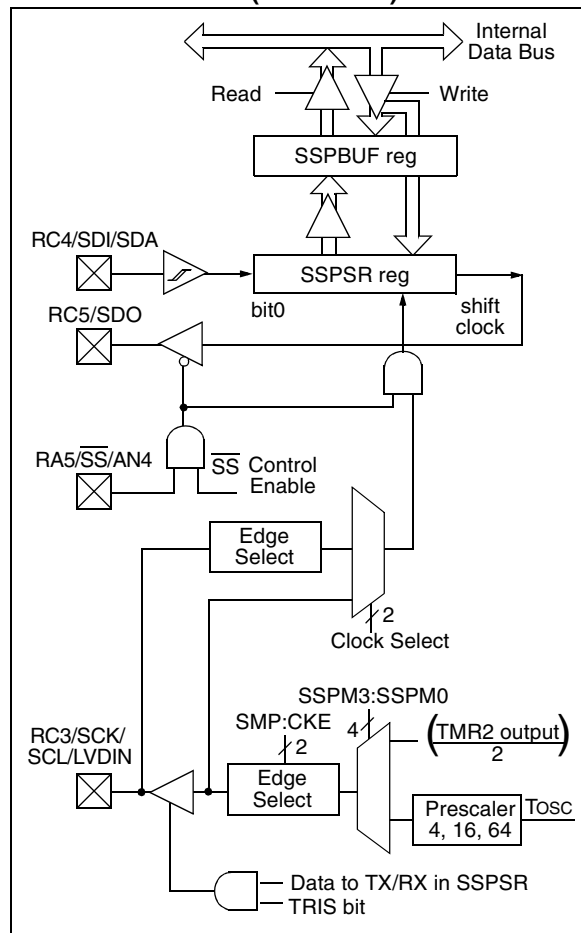 Internal
Data Bus
Read
Write
SSPBUF reg
RC4/SDI/SDA
SSPSR reg
bit0
shift
clock
RC5/SDO
RA5/SS/AN4
SS Control
Enable
Edge
Select
2
Clock Select
SSPM3:SSPM0
SMP:CKE
4
(TMR2 output)
2
2
RC3/SCK/
SCL/LVDIN
Edge
Select
Prescaler
4, 16, 64
TOSC
Data to TX/RX in SSPSR
TRIS bit